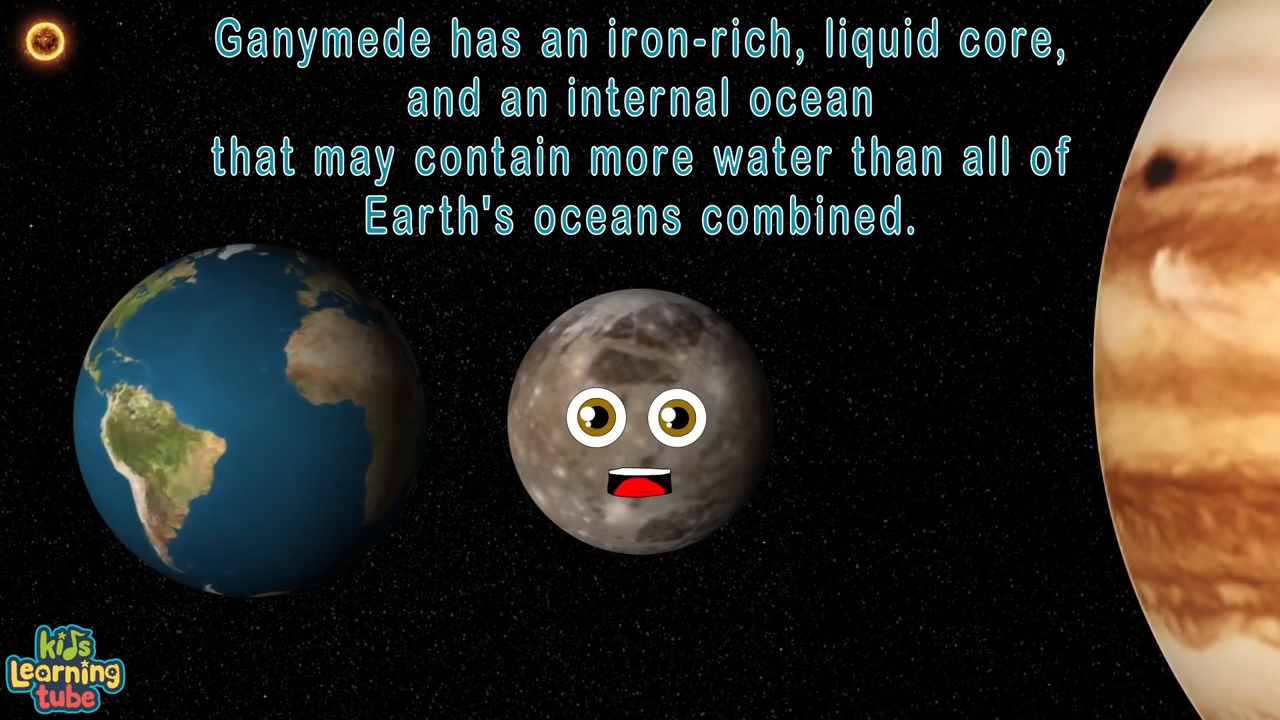 Ganymede has an iron-rich, liquid core,
and an internal ocean
that may contain more water than all of
Earth's oceans combined.
kids
Learning
tube